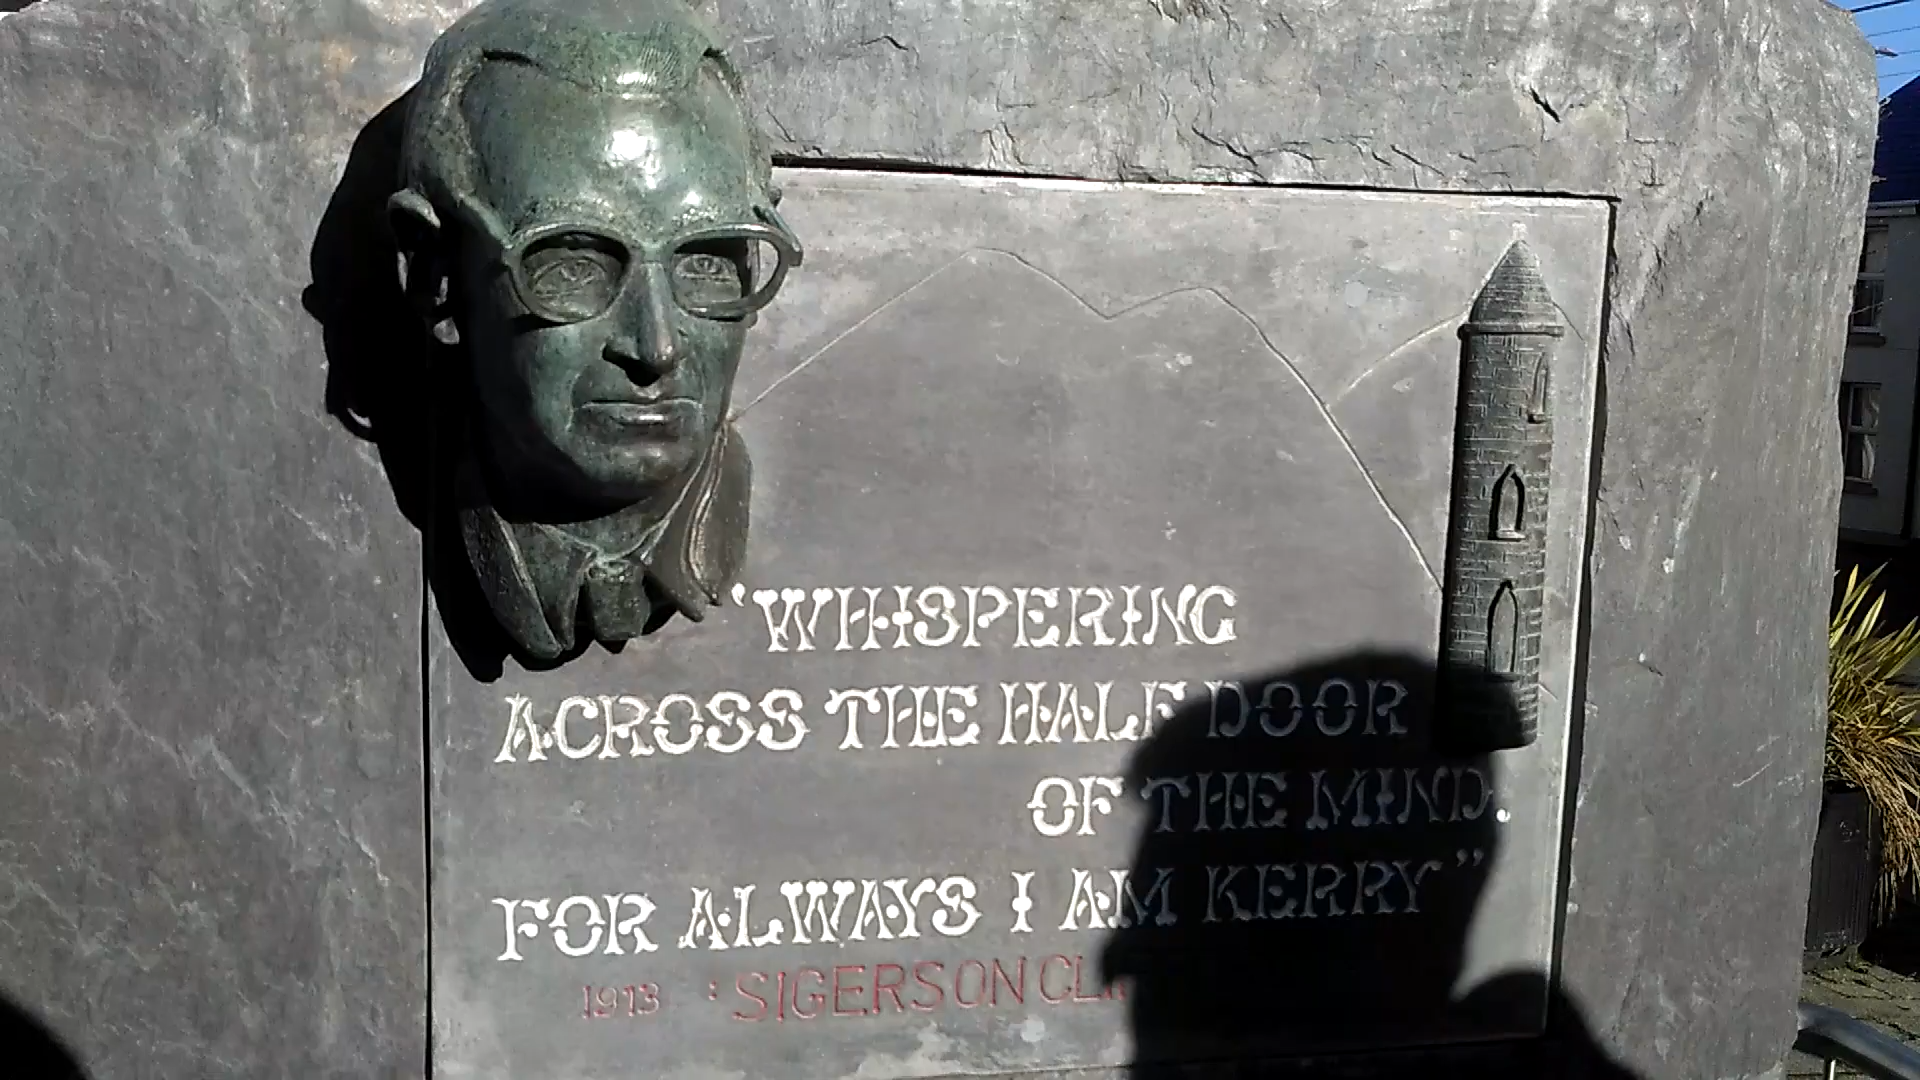 ‘WHISPERING
ACROSS THE HALF DOOR
OF THE MIND.
FOR ALWAYS I AM KERRY”
1913 : SIGERSON